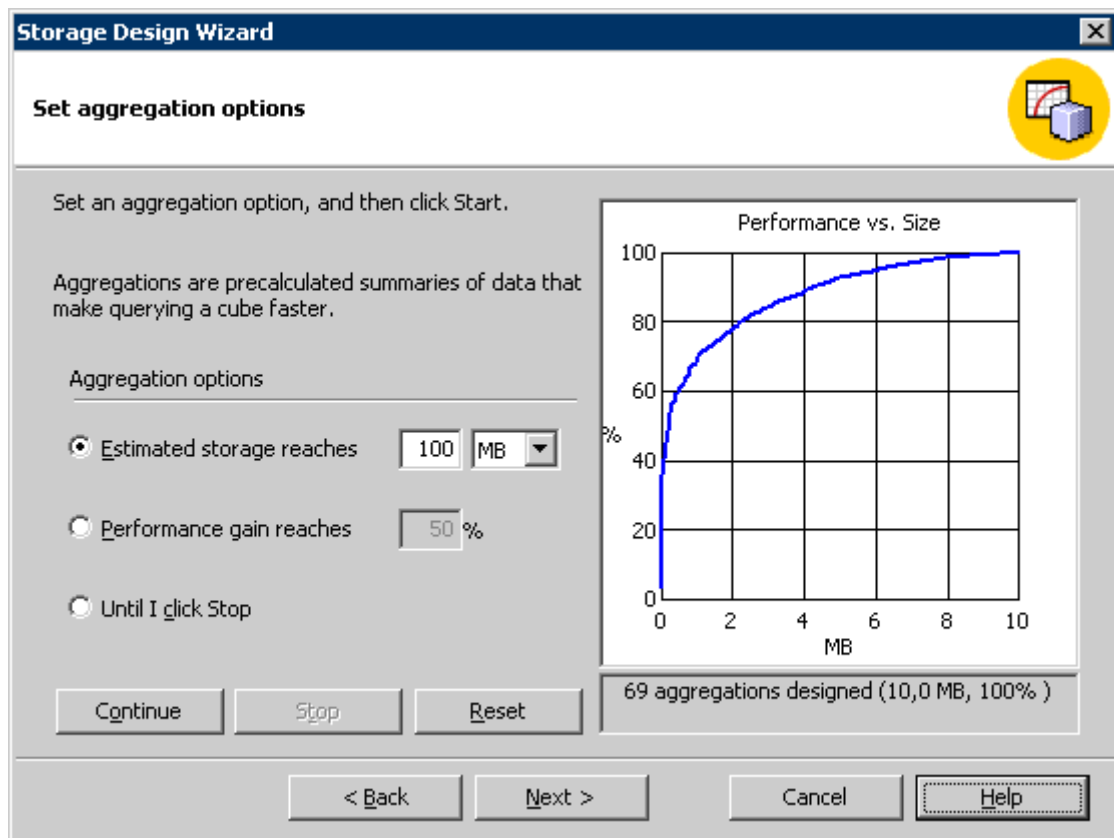 Storage Design Wizard
Set aggregation options
Set an aggregation option, and then click Start.
Aggregations are precalculated summaries of data that
make querying a cube faster.
Aggregation options
Estimated storage reaches 100 MB
Performance gain reaches 50 %
Until I click Stop
Continue Stop Reset
Performance vs. Size
100
80
60
%
40
20
0
0 2 4 6 8 10
MB
69 aggregations designed (10,0 MB, 100% )
< Back Next > Cancel Help